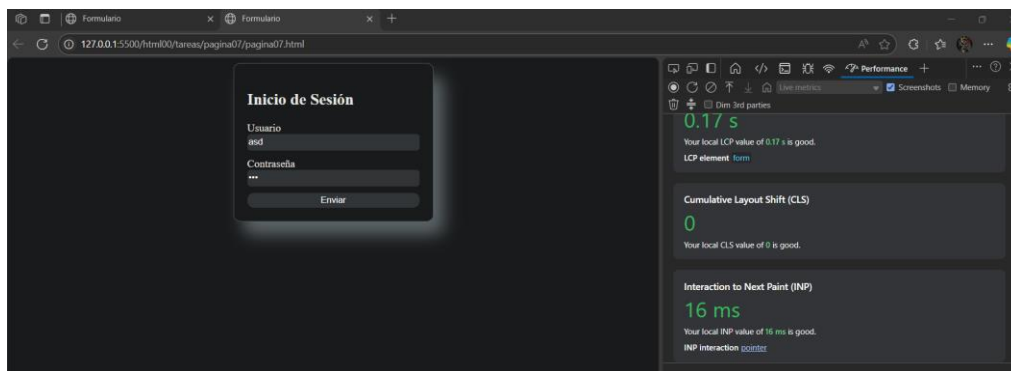 Formulario
Formulario
127.0.0.1:5500/html00/tareas/pagina07/pagina07.html
Inicio de Sesión
Usuario
asd
Contraseña
•••
Enviar
Performance
Live metrics
Screenshots
Memory
Dim 3rd parties
0.17 s
Your local LCP value of 0.17 s is good.
LCP element form
Cumulative Layout Shift (CLS)
0
Your local CLS value of 0 is good.
Interaction to Next Paint (INP)
16 ms
Your local INP value of 16 ms is good.
INP interaction pointer